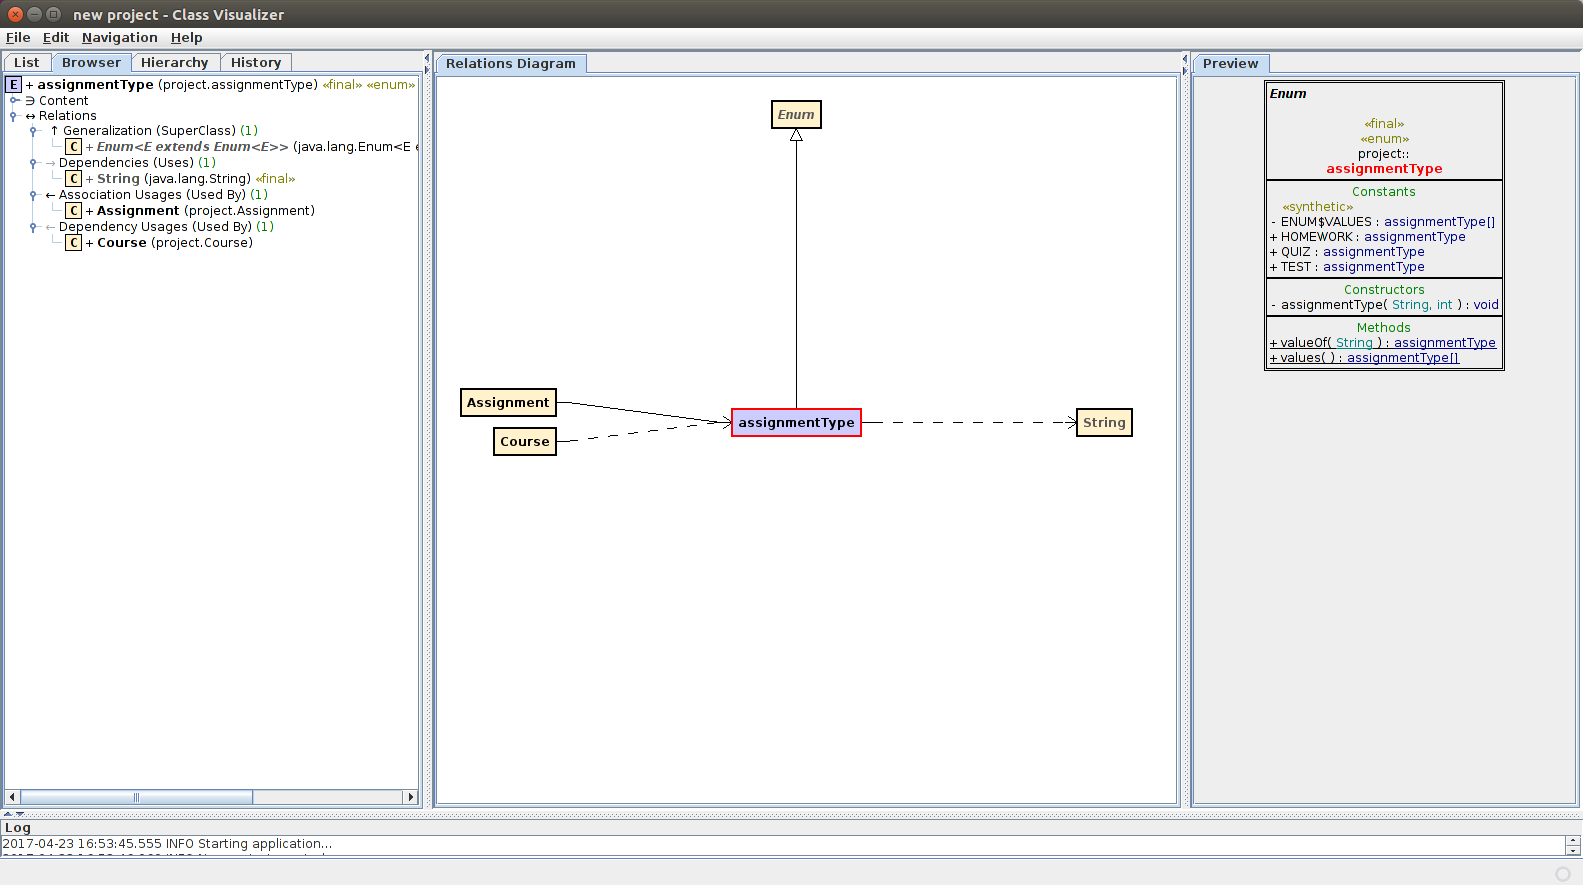 new project - Class Visualizer
File Edit Navigation Help
List Browser Hierarchy History
E + assignmentType (project.assignmentType) «final» «enum»
∋ Content
↔ Relations
↑ Generalization (SuperClass) (1)
C + Enum<E extends Enum<E>> (java.lang.Enum<E e
→ Dependencies (Uses) (1)
C + String (java.lang.String) «final»
← Association Usages (Used By) (1)
C + Assignment (project.Assignment)
← Dependency Usages (Used By) (1)
C + Course (project.Course)
Relations Diagram
Enum
Assignment
Course
assignmentType
String
Preview
Enum
«final»
«enum»
project::
assignmentType
Constants
«synthetic»
- ENUM$VALUES : assignmentType[]
+ HOMEWORK : assignmentType
+ QUIZ : assignmentType
+ TEST : assignmentType
Constructors
- assignmentType( String, int ) : void
Methods
+ valueOf( String ) : assignmentType
+ values( ) : assignmentType[]
Log
2017-04-23 16:53:45.555 INFO Starting application...